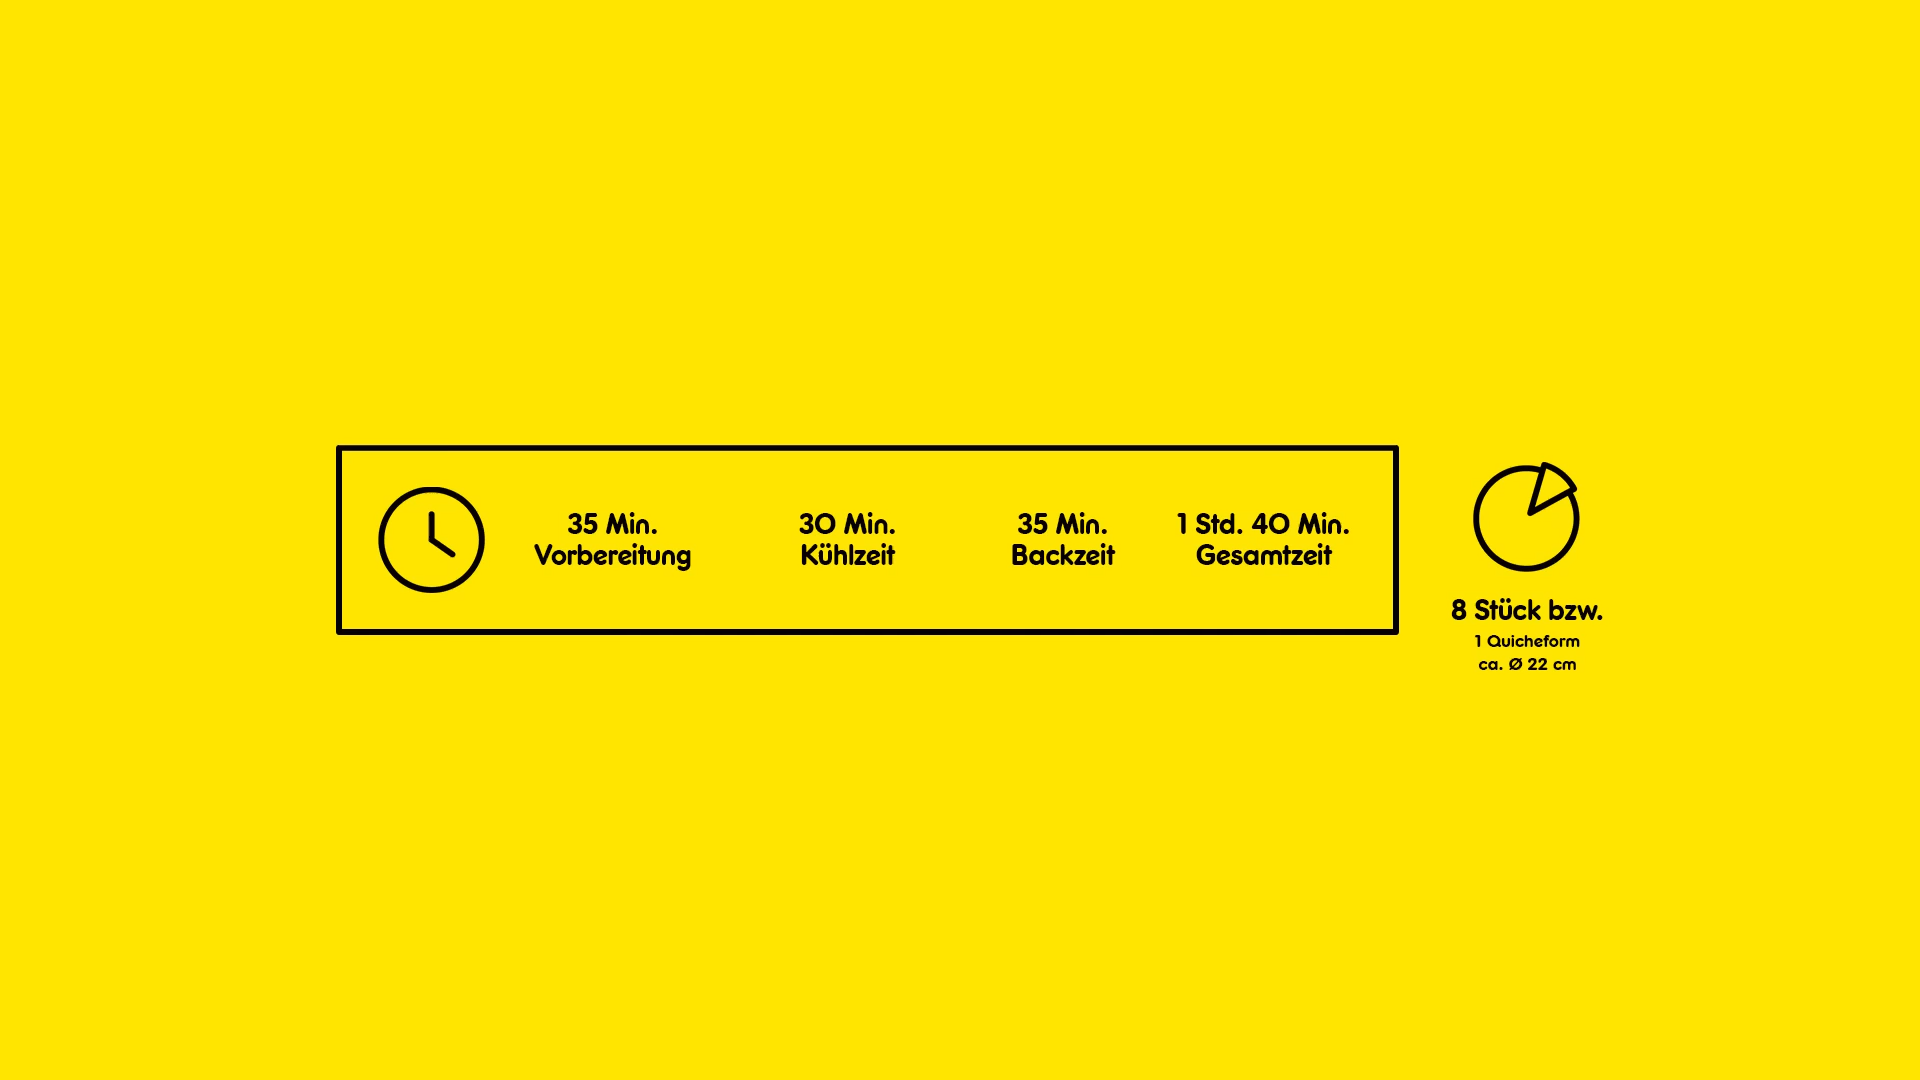 35 Min.
Vorbereitung
30 Min.
Kühlzeit
35 Min.
Backzeit
1 Std. 40 Min.
Gesamtzeit
8 Stück bzw.
1 Quicheform
ca. Ø 22 cm